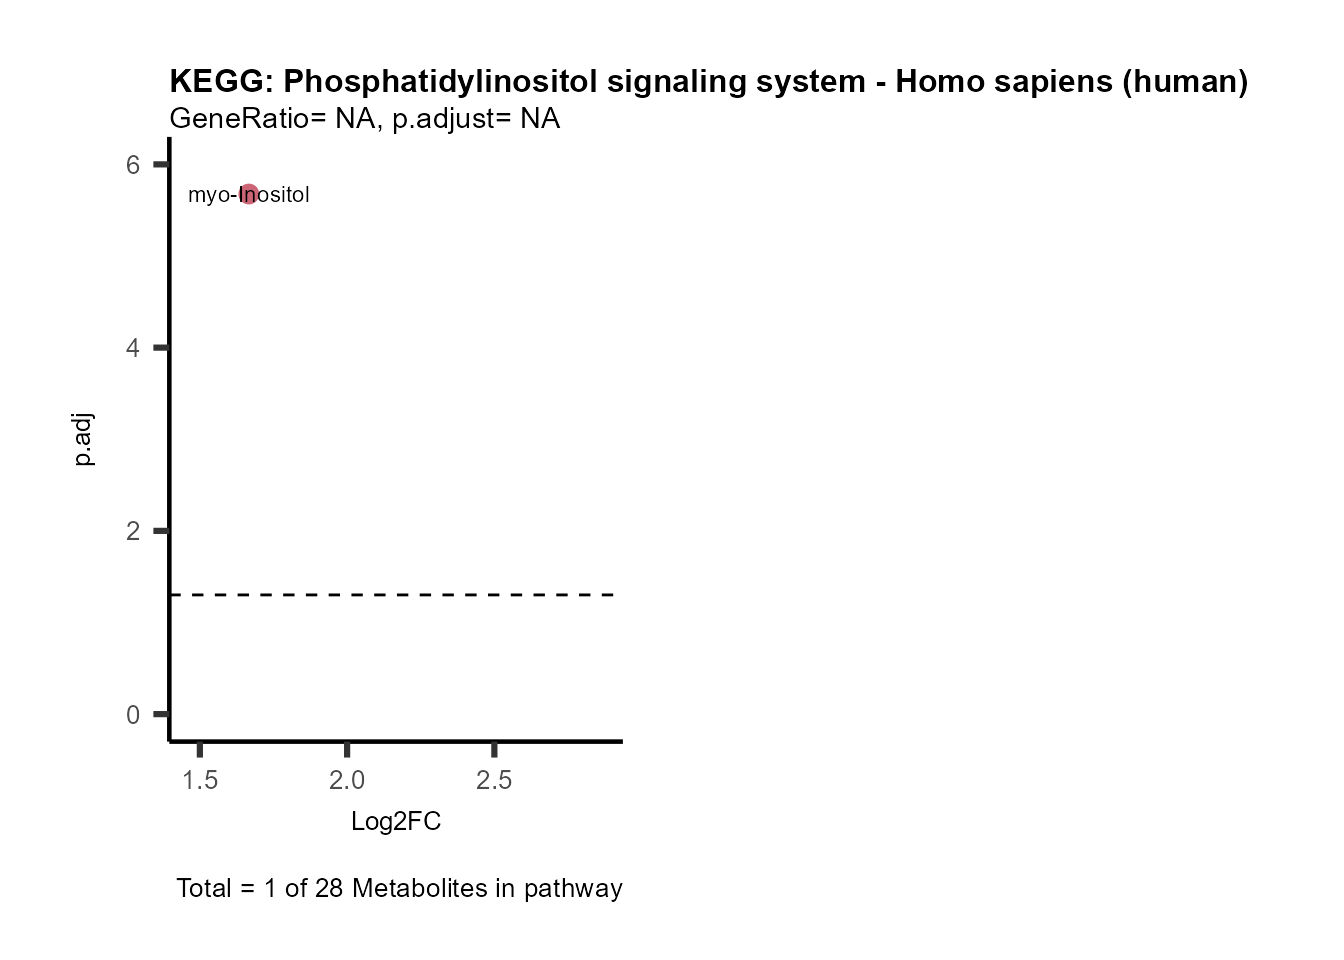 KEGG: Phosphatidylinositol signaling system - Homo sapiens (human)
GeneRatio= NA, p.adjust= NA
6
myo-Inositol
4
p.adj
2
0
1.5 2.0 2.5
Log2FC
Total = 1 of 28 Metabolites in pathway